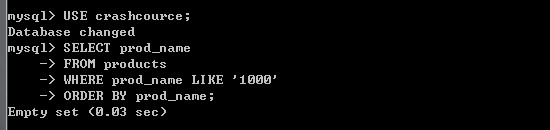 mysql> USE crashcource;
Database changed
mysql> SELECT prod_name
    -> FROM products
    -> WHERE prod_name LIKE '1000'
    -> ORDER BY prod_name;
Empty set (0.03 sec)